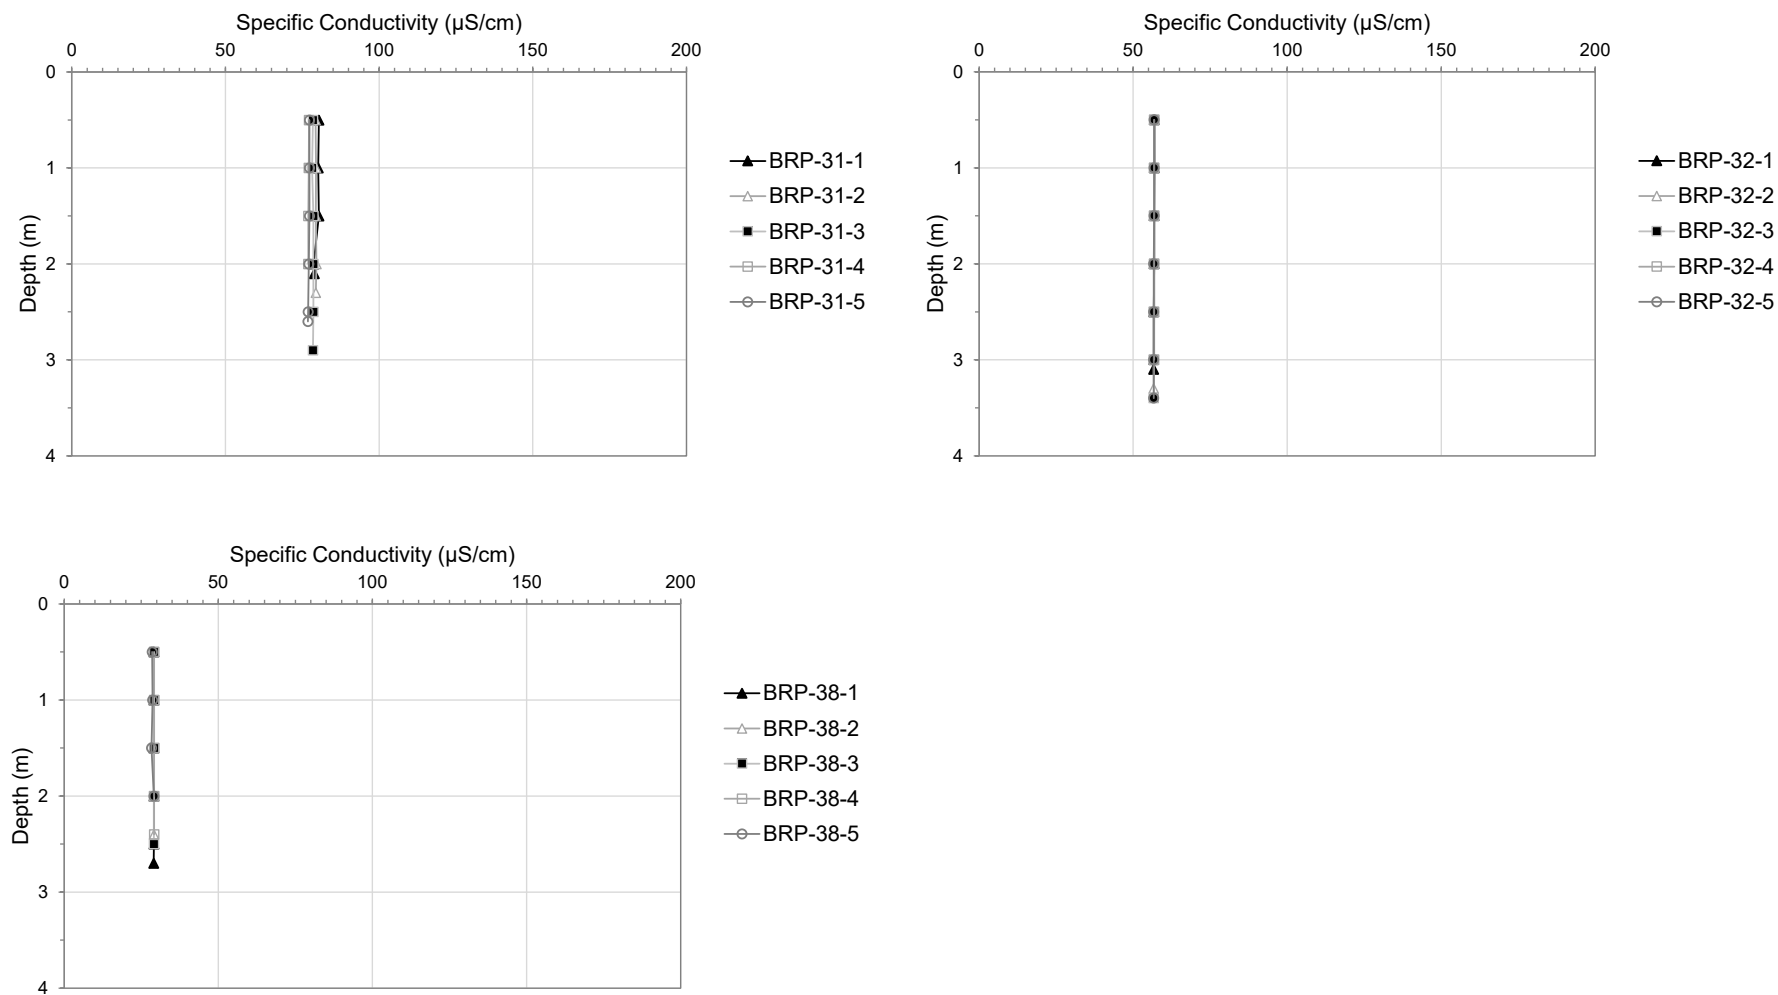 Specific Conductivity (µS/cm)
0 50 100 150 200
0
1
2
3
4
Depth (m)
BRP-31-1
BRP-31-2
BRP-31-3
BRP-31-4
BRP-31-5
Specific Conductivity (µS/cm)
0 50 100 150 200
0
1
2
3
4
Depth (m)
BRP-32-1
BRP-32-2
BRP-32-3
BRP-32-4
BRP-32-5
Specific Conductivity (µS/cm)
0 50 100 150 200
0
1
2
3
4
Depth (m)
BRP-38-1
BRP-38-2
BRP-38-3
BRP-38-4
BRP-38-5